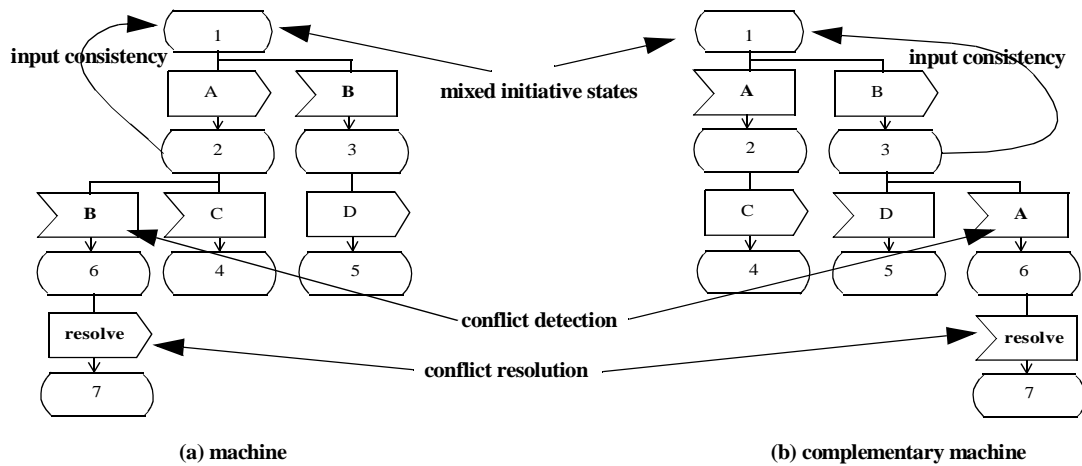 1
input consistency
A
B
2
3
B
C
D
6
4
5
resolve
7
(a) machine
mixed initiative states
conflict detection
conflict resolution
1
input consistency
A
B
2
3
C
D
A
4
5
6
resolve
7
(b) complementary machine